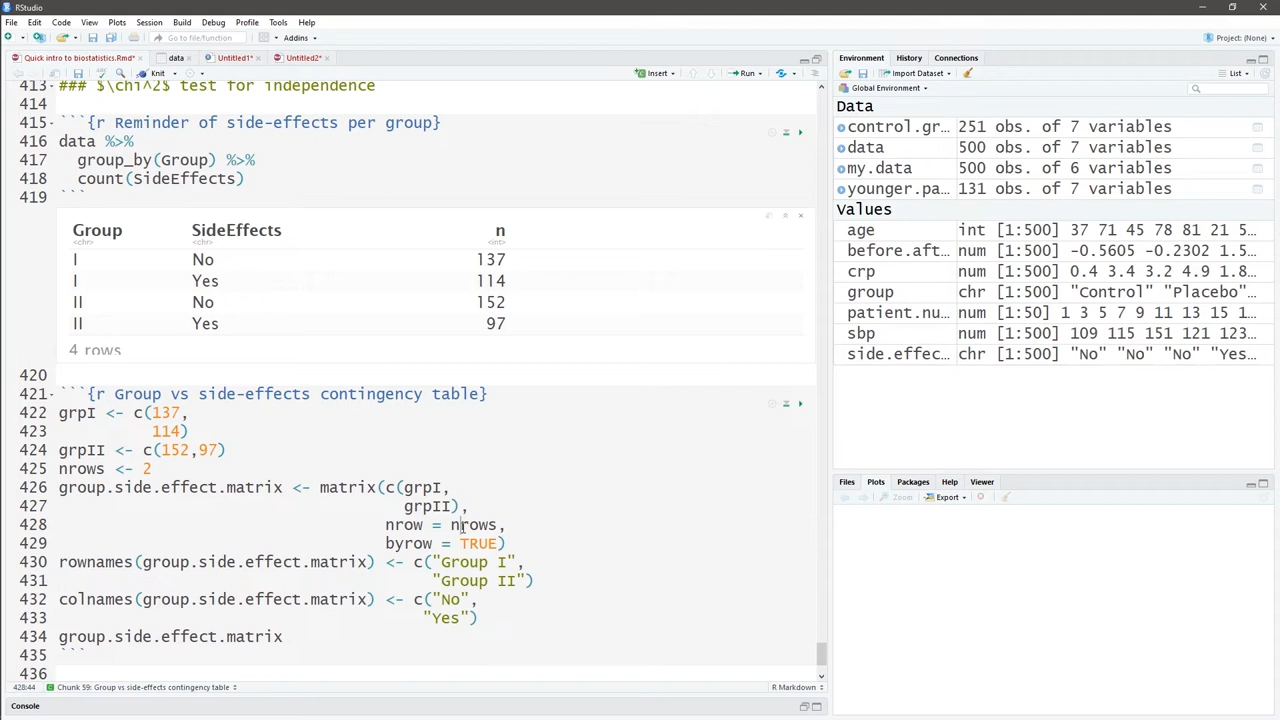 RStudio
File Edit Code View Plots Session Build Debug Profile Tools Help
Go to file/function Addins Project: (None)
Quick intro to biostatistics.Rmd* data Untitled1* Untitled2*
Knit Insert Run
413 ### $\chi^2$ test for independence
414
415 ```{r Reminder of side-effects per group}
416 data %>%
417 group_by(Group) %>%
418 count(SideEffects)
419 ```
Group SideEffects n
<chr> <chr> <int>
I No 137
I Yes 114
II No 152
II Yes 97
4 rows
420
421 ```{r Group vs side-effects contingency table}
422 grpI <- c(137,
423 114)
424 grpII <- c(152,97)
425 nrows <- 2
426 group.side.effect.matrix <- matrix(c(grpI,
427 grpII),
428 nrow = nrows,
429 byrow = TRUE)
430 rownames(group.side.effect.matrix) <- c("Group I",
431 "Group II")
432 colnames(group.side.effect.matrix) <- c("No",
433 "Yes")
434 group.side.effect.matrix
435 ```
436
428:44 Chunk 59: Group vs side-effects contingency table R Markdown
Console
Environment History Connections
Import Dataset List
Global Environment
Data
control.gr… 251 obs. of 7 variables
data 500 obs. of 7 variables
my.data 500 obs. of 6 variables
younger.pa… 131 obs. of 7 variables
Values
age int [1:500] 37 71 45 78 81 21 5…
before.aft… num [1:500] -0.5605 -0.2302 1.5…
crp num [1:500] 0.4 3.4 3.2 4.9 1.8…
group chr [1:500] "Control" "Placebo"…
patient.nu… num [1:50] 1 3 5 7 9 11 13 15 1…
sbp num [1:500] 109 115 151 121 123…
side.effec… chr [1:500] "No" "No" "No" "Yes…
Files Plots Packages Help Viewer
Zoom Export